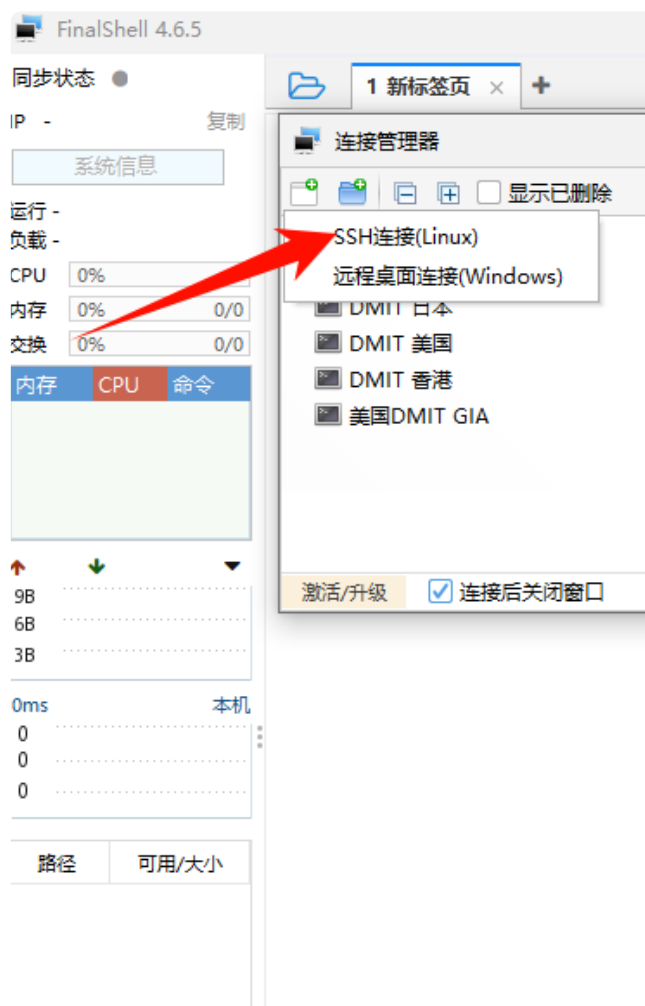 FinalShell 4.6.5
同步状态
1 新标签页
IP - 复制
连接管理器
系统信息
显示已删除
运行 -
负载 -
SSH连接(Linux)
远程桌面连接(Windows)
CPU 0%
内存 0% 0/0
交换 0% 0/0
DMIT 日本
DMIT 美国
DMIT 香港
美国DMIT GIA
内存 CPU 命令
激活/升级
连接后关闭窗口
9B
6B
3B
0ms 本机
0
0
0
路径 可用/大小